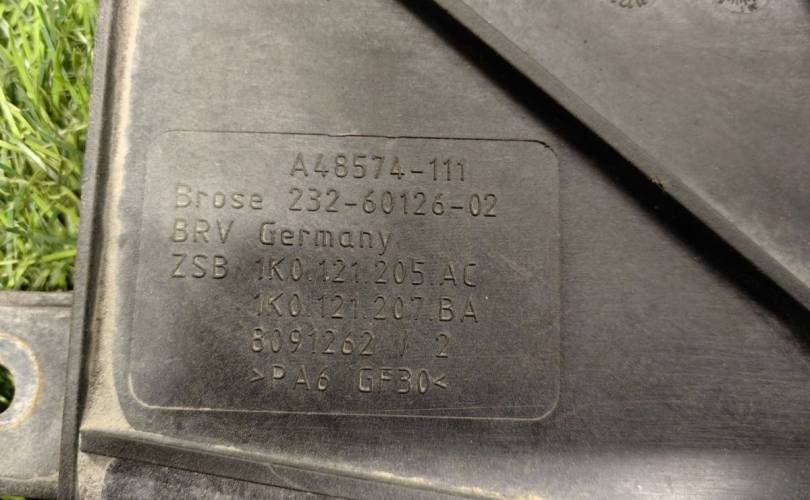 A48574-111
Brose 232-60126-02
BRV Germany
ZSB 1K0.121.205.AC
1K0.121.207.BA
8091262 / 2
>PA6 GF30<